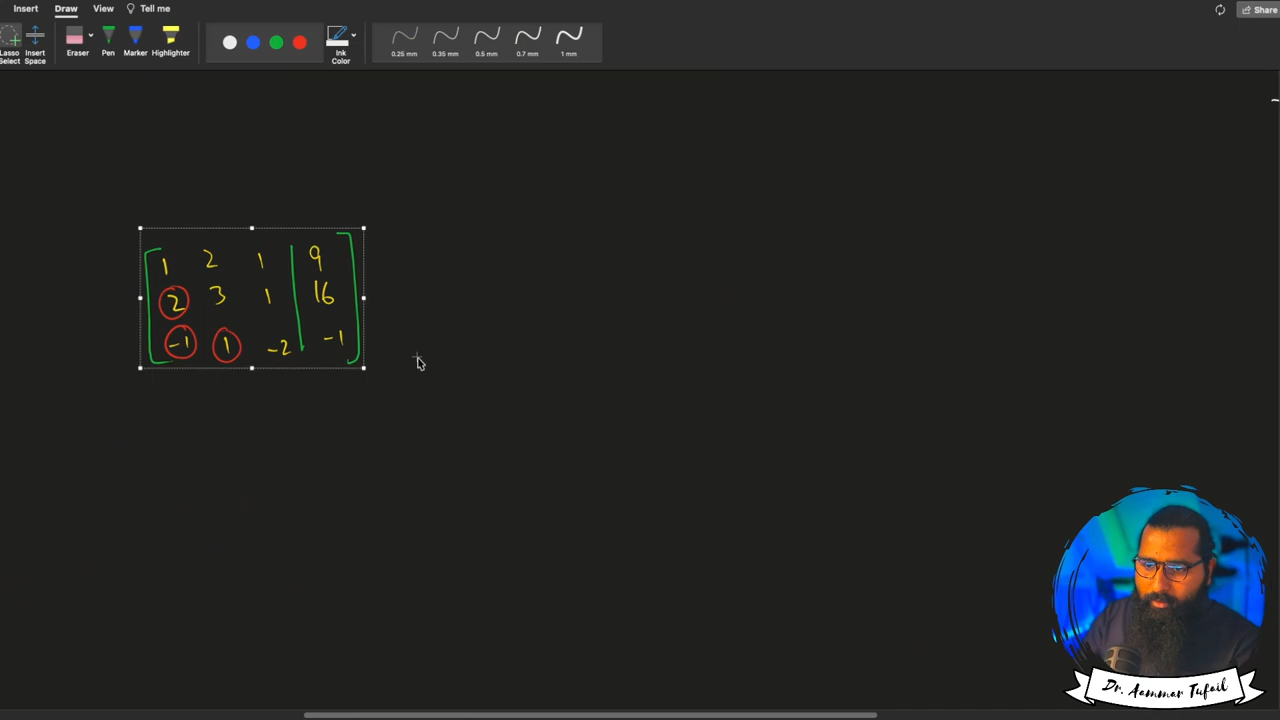 Insert Draw View Tell me Share
Lasso Select
Insert Space
Eraser
Pen
Marker
Highlighter
Ink Color
0.25 mm 0.35 mm 0.5 mm 0.7 mm 1 mm
1 2 1 9
2 3 1 16
-1 1 -2 -1
Dr. Aammar Tufail